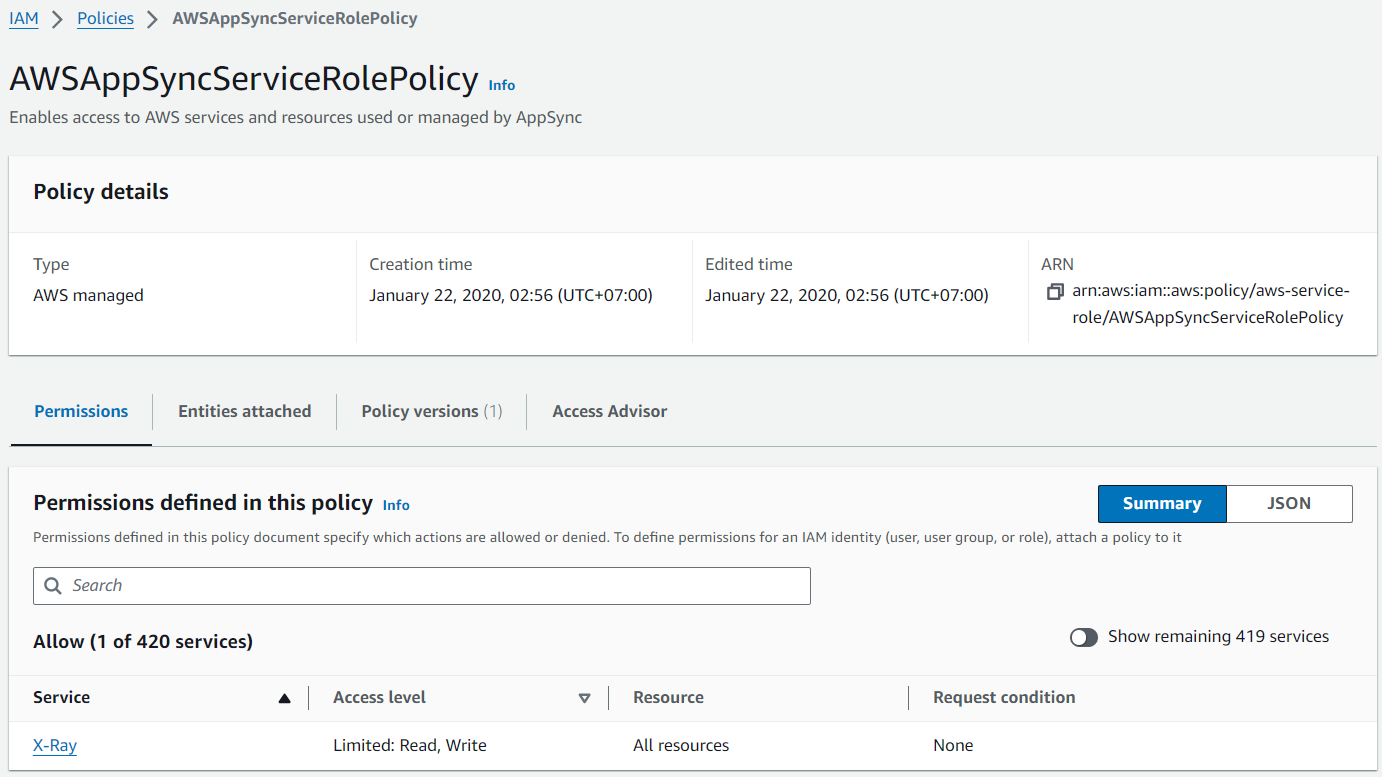 IAM > Policies > AWSAppSyncServiceRolePolicy
AWSAppSyncServiceRolePolicy Info
Enables access to AWS services and resources used or managed by AppSync
Policy details
Type
AWS managed
Creation time
January 22, 2020, 02:56 (UTC+07:00)
Edited time
January 22, 2020, 02:56 (UTC+07:00)
ARN
arn:aws:iam::aws:policy/aws-service-
role/AWSAppSyncServiceRolePolicy
Permissions Entities attached Policy versions (1) Access Advisor
Permissions defined in this policy Info
Summary JSON
Permissions defined in this policy document specify which actions are allowed or denied. To define permissions for an IAM identity (user, user group, or role), attach a policy to it
Search
Allow (1 of 420 services)
Show remaining 419 services
Service Access level Resource Request condition
X-Ray Limited: Read, Write All resources None